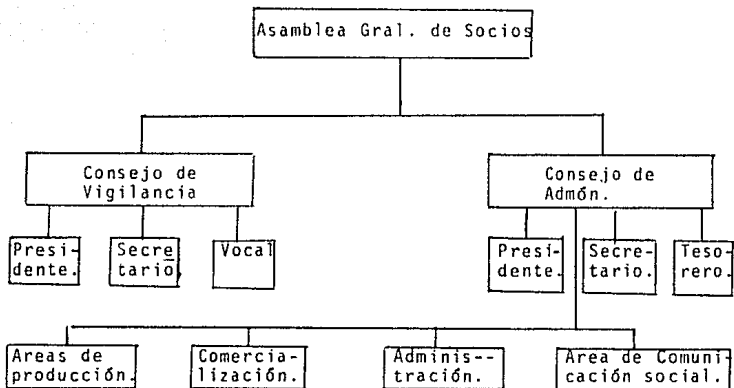 Asamblea Gral. de Socios
Consejo de
Vigilancia
Consejo de
Admón.
Presi-
dente.
Secre
tario.
Vocal
Presi-
dente.
Secre-
tario.
Teso-
rero.
Areas de
producción.
Comercia-
lización.
Adminis--
tración.
Area de Comuni-
cación social.